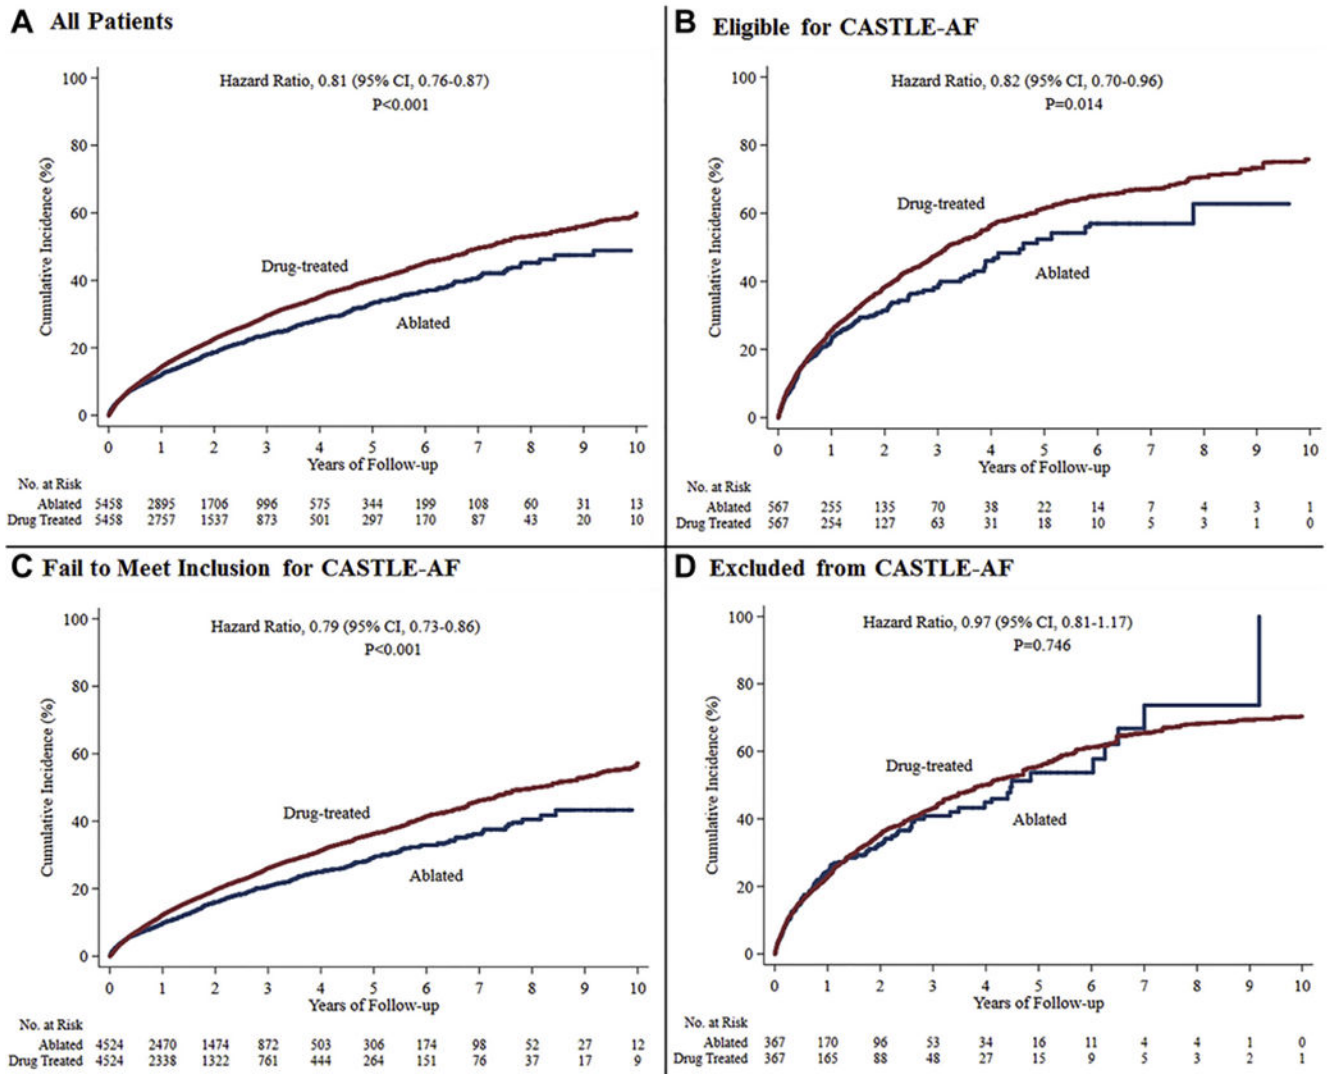 A All Patients
Hazard Ratio, 0.81 (95% CI, 0.76-0.87)
P<0.001
Cumulative Incidence (%)
100
80
60
40
20
0
Drug-treated
Ablated
0 1 2 3 4 5 6 7 8 9 10
Years of Follow-up
No. at Risk
Ablated 5458 2895 1706 996 575 344 199 108 60 31 13
Drug Treated 5458 2757 1537 873 501 297 170 87 43 20 10
B Eligible for CASTLE-AF
Hazard Ratio, 0.82 (95% CI, 0.70-0.96)
P=0.014
Cumulative Incidence (%)
100
80
60
40
20
0
Drug-treated
Ablated
0 1 2 3 4 5 6 7 8 9 10
Years of Follow-up
No. at Risk
Ablated 567 255 135 70 38 22 14 7 4 3 1
Drug Treated 567 254 127 63 31 18 10 5 3 1 0
C Fail to Meet Inclusion for CASTLE-AF
Hazard Ratio, 0.79 (95% CI, 0.73-0.86)
P<0.001
Cumulative Incidence (%)
100
80
60
40
20
0
Drug-treated
Ablated
0 1 2 3 4 5 6 7 8 9 10
Years of Follow-up
No. at Risk
Ablated 4524 2470 1474 872 503 306 174 98 52 27 12
Drug Treated 4524 2338 1322 761 444 264 151 76 37 17 9
D Excluded from CASTLE-AF
Hazard Ratio, 0.97 (95% CI, 0.81-1.17)
P=0.746
Cumulative Incidence (%)
100
80
60
40
20
0
Drug-treated
Ablated
0 1 2 3 4 5 6 7 8 9 10
Years of Follow-up
No. at Risk
Ablated 367 170 96 53 34 16 11 4 4 1 0
Drug Treated 367 165 88 48 27 15 9 5 3 2 1